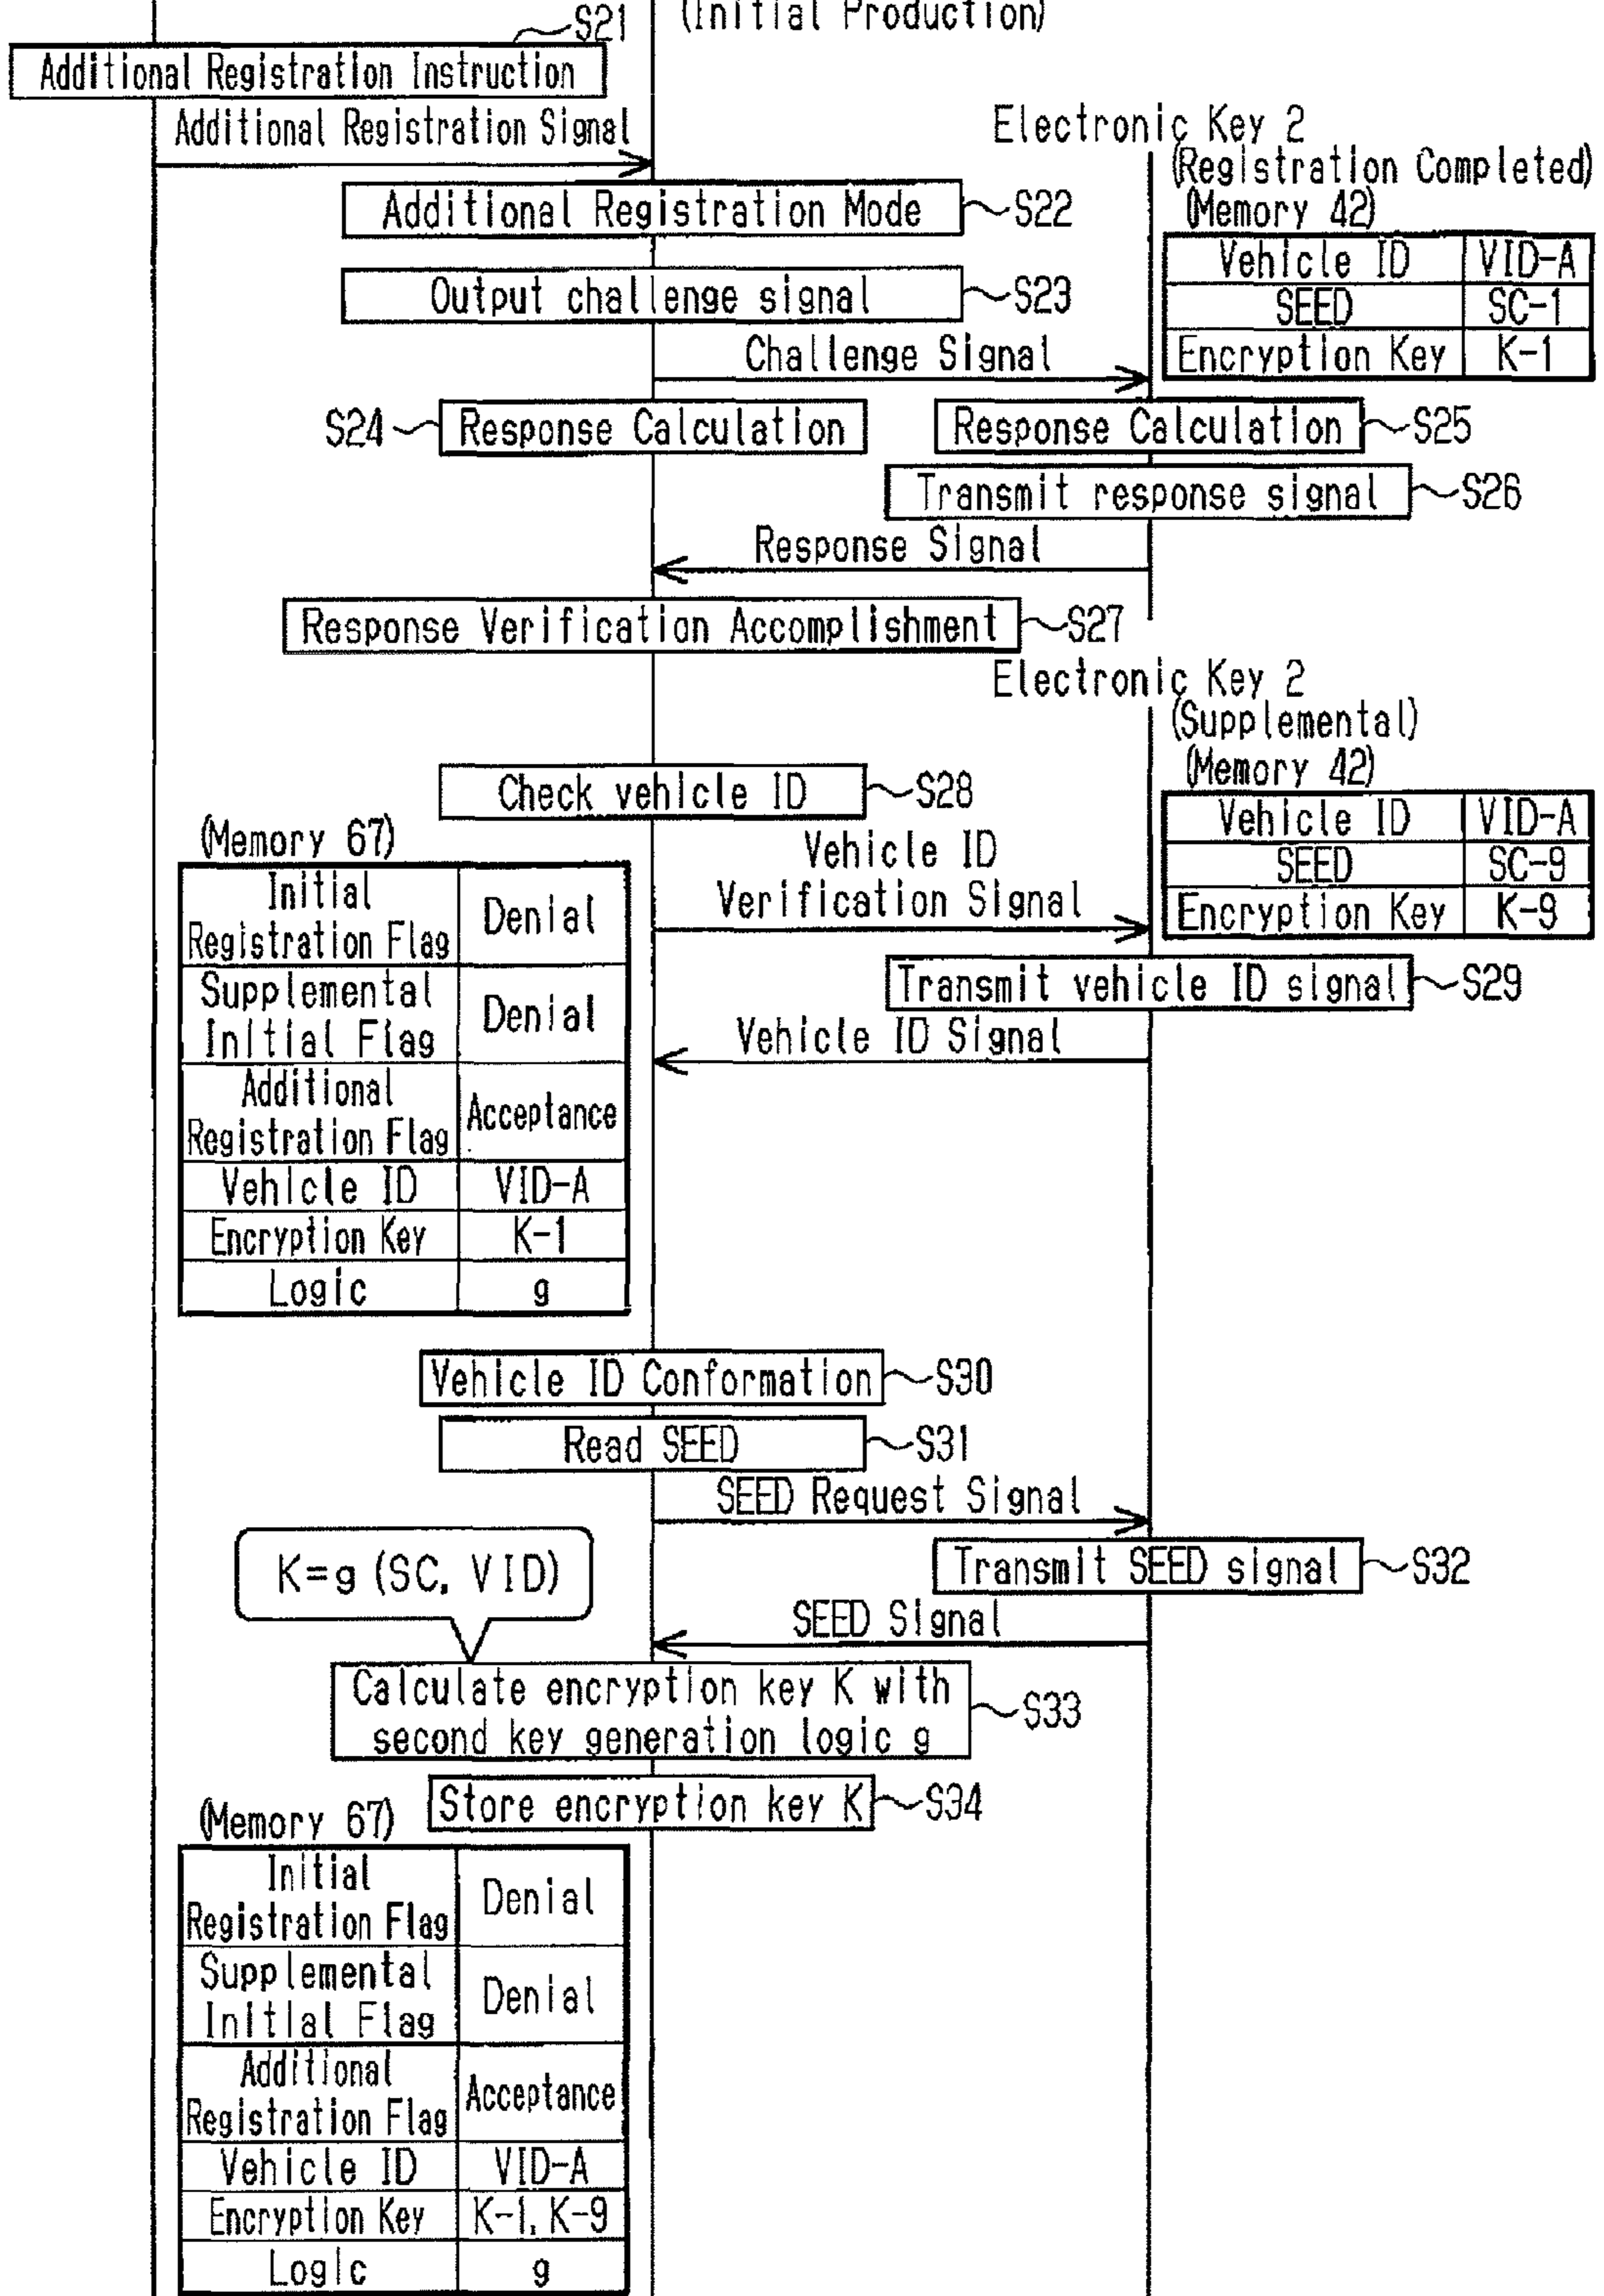 (Initial Production)
S21
Additional Registration Instruction
Additional Registration Signal
Electronic Key 2
(Registration Completed)
(Memory 42)
Additional Registration Mode
S22
Vehicle ID VID-A
SEED SC-1
Encryption Key K-1
Output challenge signal
S23
Challenge Signal
S24
Response Calculation
Response Calculation
S25
Transmit response signal
S26
Response Signal
Response Verification Accomplishment
S27
Electronic Key 2
(Supplemental)
(Memory 42)
Check vehicle ID
S28
Vehicle ID VID-A
SEED SC-9
Encryption Key K-9
(Memory 67)
Initial
Registration Flag
Denial
Supplemental
Initial Flag
Denial
Additional
Registration Flag
Acceptance
Vehicle ID VID-A
Encryption Key K-1
Logic g
Vehicle ID
Verification Signal
Transmit vehicle ID signal
S29
Vehicle ID Signal
Vehicle ID Conformation
S30
Read SEED
S31
SEED Request Signal
K=g (SC, VID)
Transmit SEED signal
S32
SEED Signal
Calculate encryption key K with
second key generation logic g
S33
Store encryption key K
S34
(Memory 67)
Initial
Registration Flag
Denial
Supplemental
Initial Flag
Denial
Additional
Registration Flag
Acceptance
Vehicle ID VID-A
Encryption Key K-1, K-9
Logic g